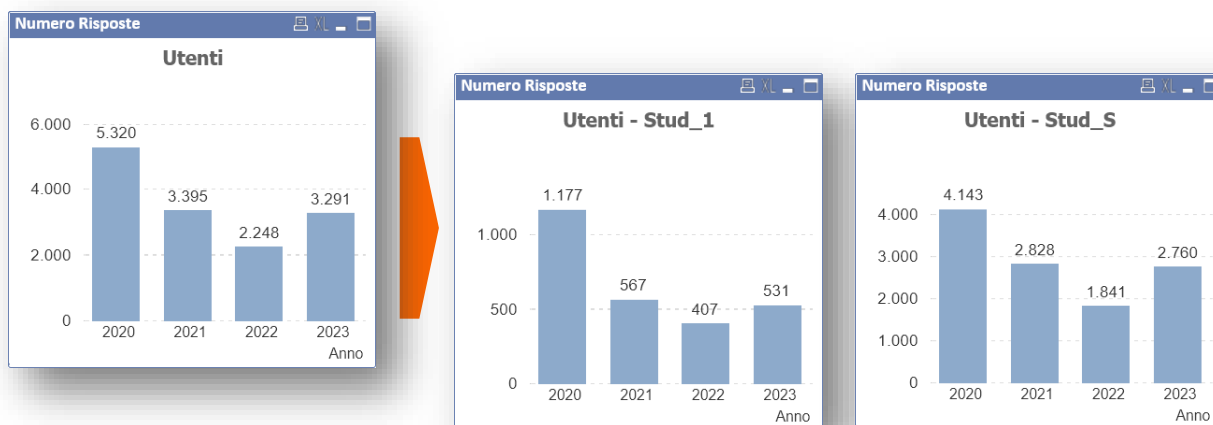 Numero Risposte XL
Utenti
6.000
4.000
2.000
0
5.320
3.395
2.248
3.291
2020 2021 2022 2023
Anno
Numero Risposte XL
Utenti - Stud_1
1.000
500
0
1.177
567
407
531
2020 2021 2022 2023
Anno
Numero Risposte XL
Utenti - Stud_S
4.000
3.000
2.000
1.000
0
4.143
2.828
1.841
2.760
2020 2021 2022 2023
Anno